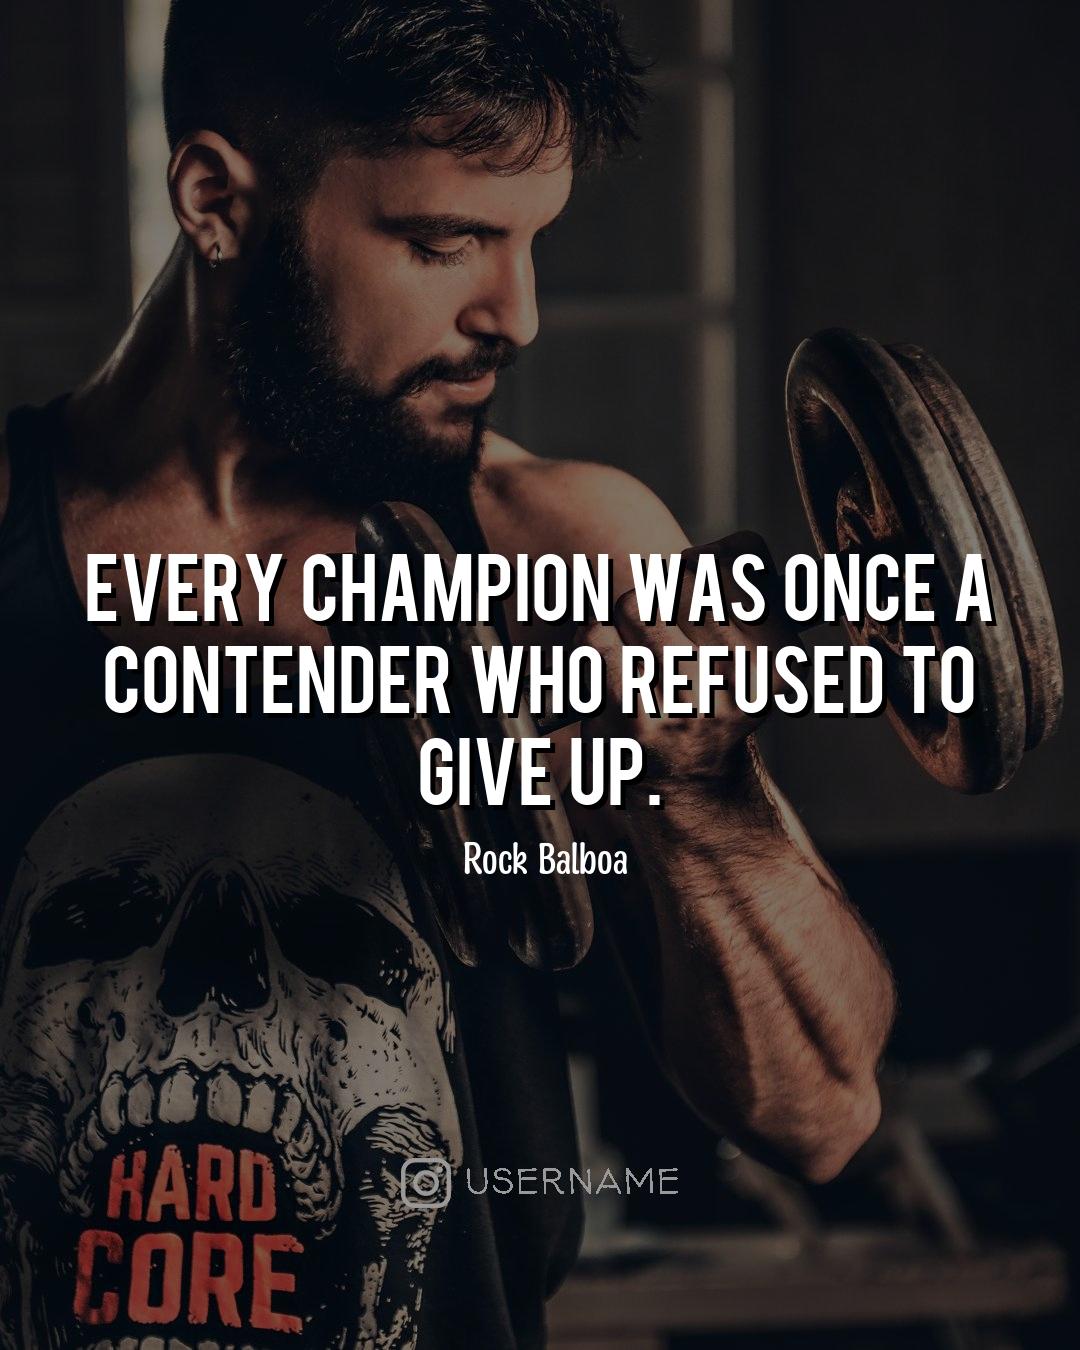 EVERY CHAMPION WAS ONCE A
CONTENDER WHO REFUSED TO
GIVE UP.
Rock Balboa
USERNAME
HARD
CORE